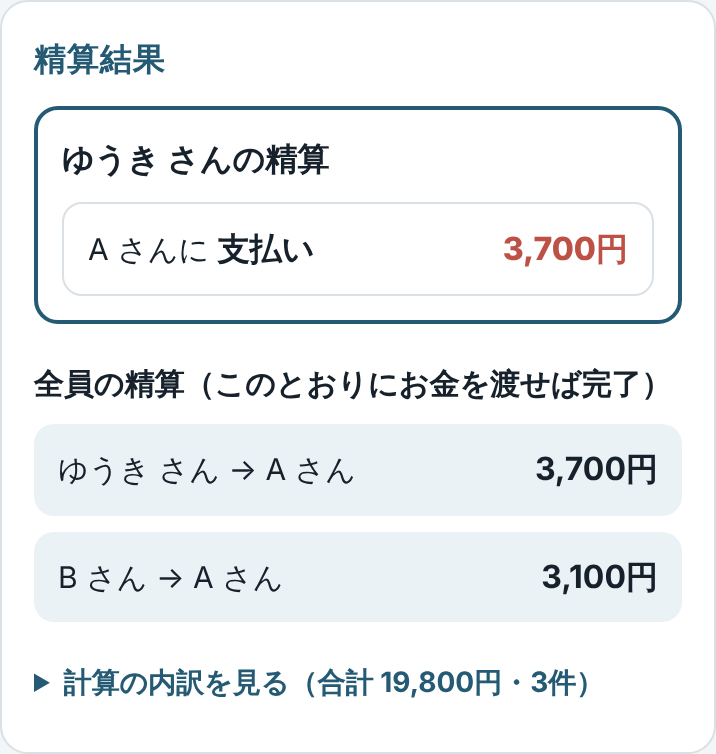 精算結果
ゆうき さんの精算
A さんに 支払い 3,700円
全員の精算（このとおりにお金を渡せば完了）
ゆうき さん → A さん 3,700円
B さん → A さん 3,100円
▶ 計算の内訳を見る（合計 19,800円・3件）